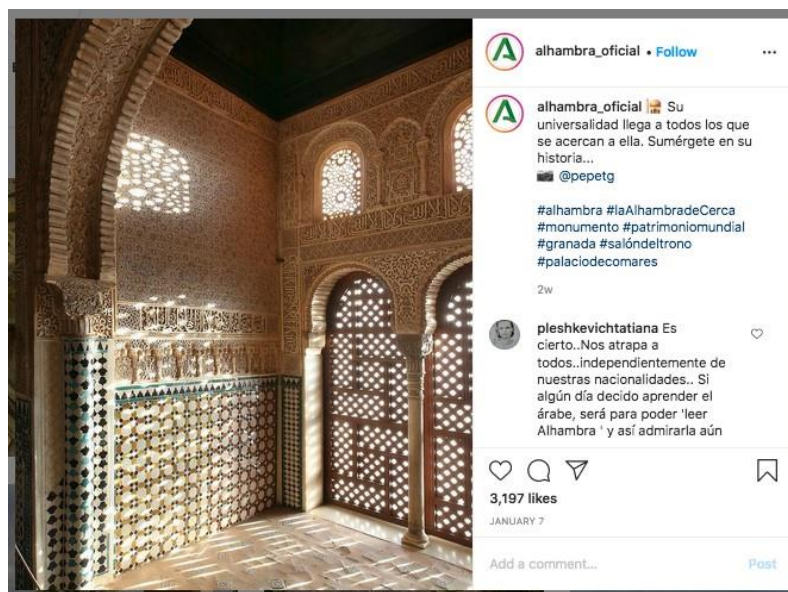 alhambra_oficial • Follow
alhambra_oficial 🕌 Su
universalidad llega a todos los que
se acercan a ella. Sumérgete en su
historia...
📷 @pepetg
#alhambra #laAlhambradeCerca
#monumento #patrimoniomundial
#granada #salóndeltrono
#palaciodecomares
2w
pleshkevichtatiana Es
cierto..Nos atrapa a
todos..independientemente de
nuestras nacionalidades.. Si
algún día decido aprender el
árabe, será para poder 'leer
Alhambra ' y así admirarla aún
3,197 likes
JANUARY 7
Add a comment...
Post